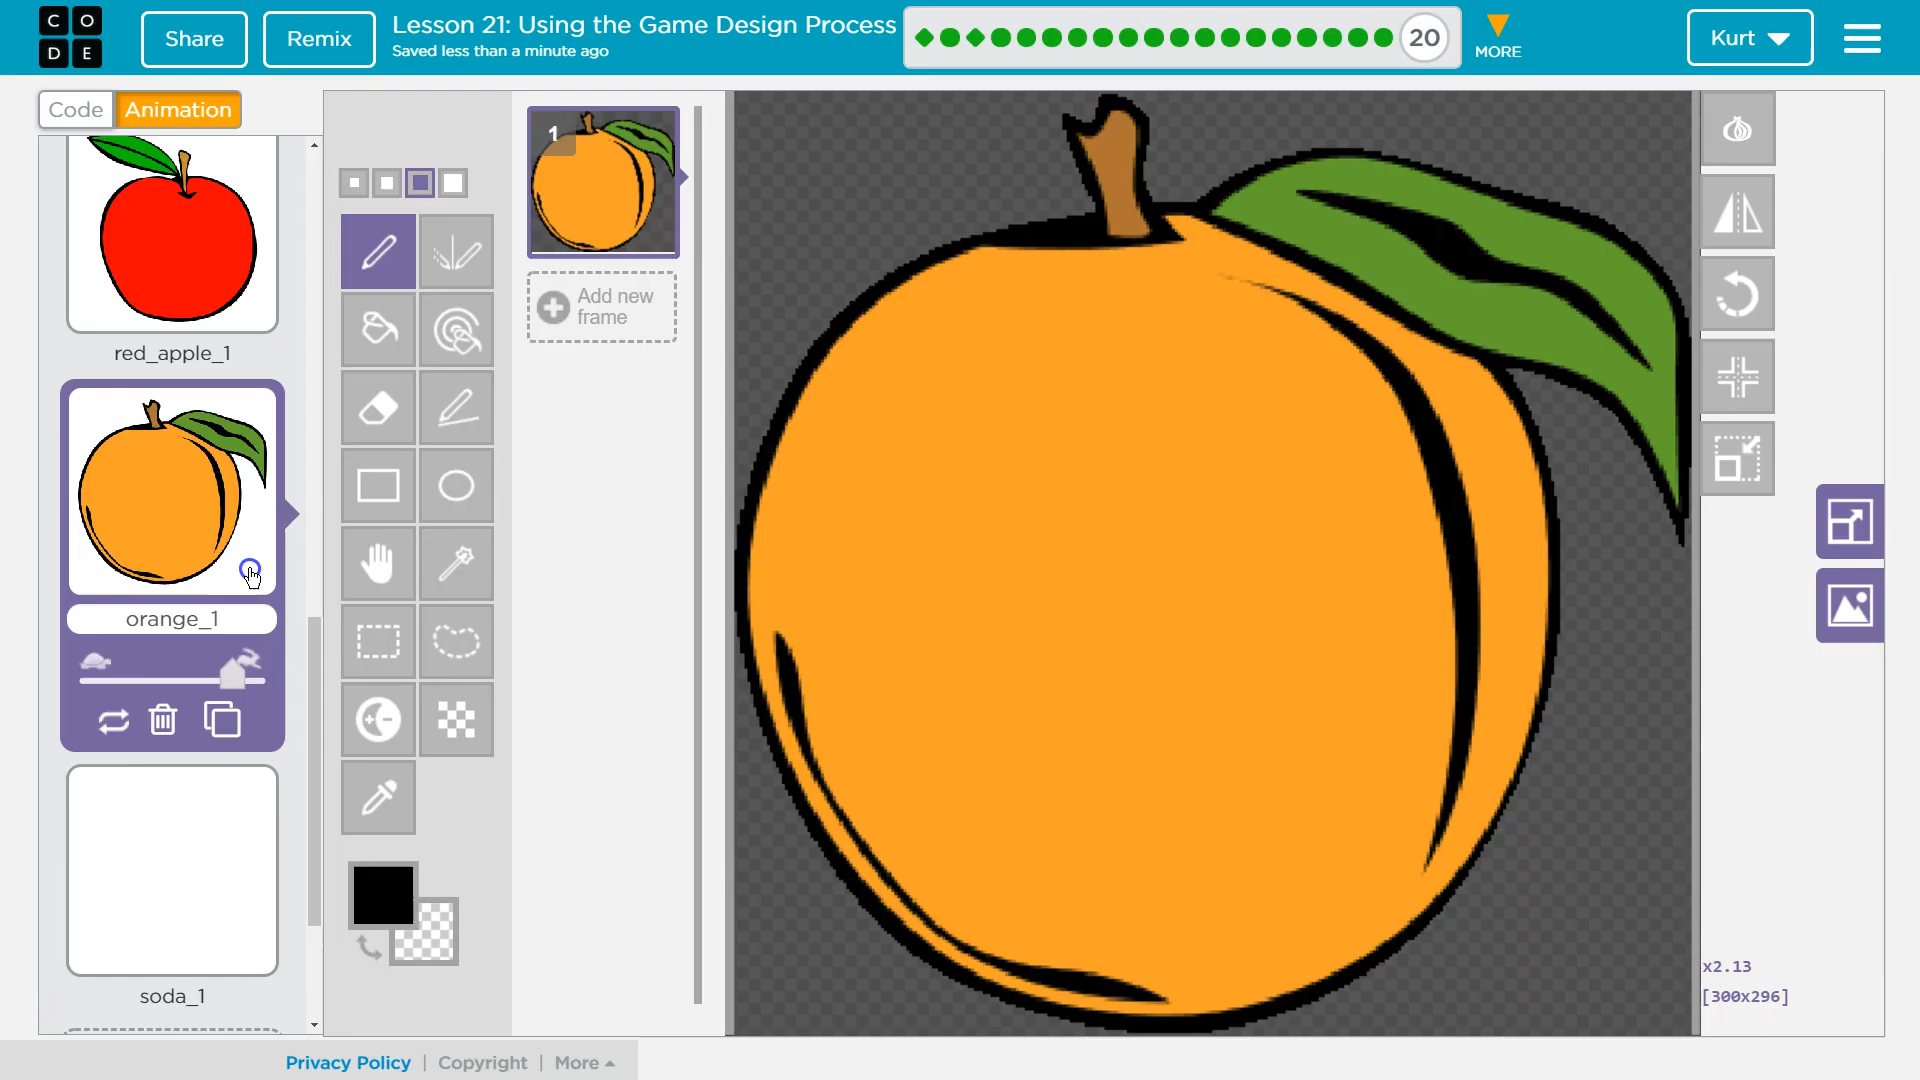 C O
D E
Share
Remix
Lesson 21: Using the Game Design Process
Saved less than a minute ago
20
MORE
Kurt
Code
Animation
red_apple_1
orange_1
soda_1
1
Add new
frame
x2.13
[300x296]
Privacy Policy | Copyright | More